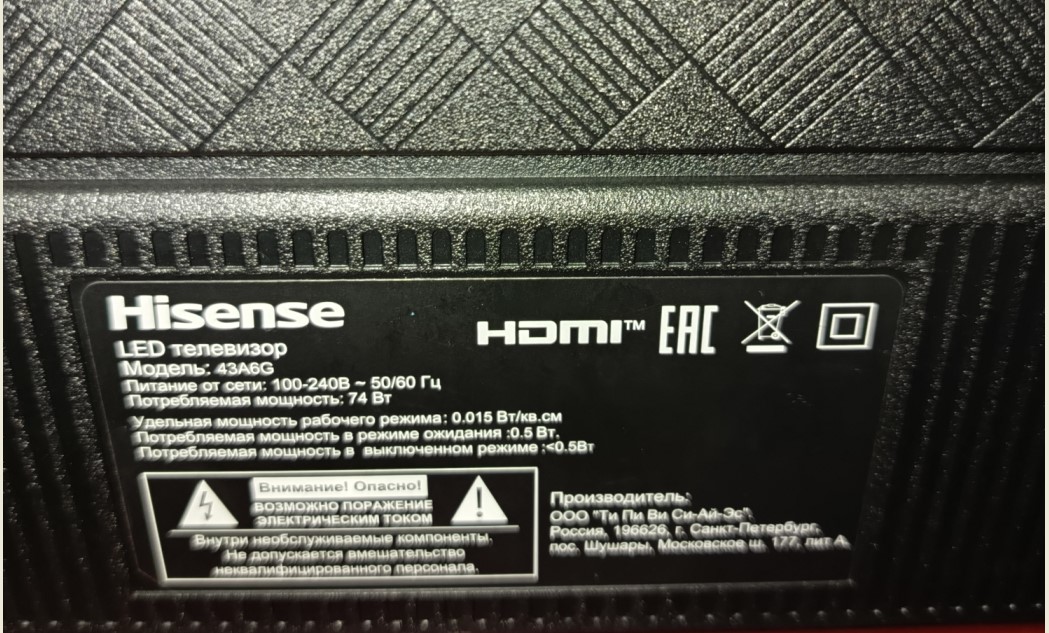 Hisense
HDMI™ EAC
LED телевизор
Модель: 43A6G
Питание от сети: 100-240В ~ 50/60 Гц
Потребляемая мощность: 74 Вт
Удельная мощность рабочего режима: 0.015 Вт/кв.см
Потребляемая мощность в режиме ожидания :0.5 Вт.
Потребляемая мощность в выключенном режиме :<0.5Вт
Внимание! Опасно!
ВОЗМОЖНО ПОРАЖЕНИЕ
ЭЛЕКТРИЧЕСКИМ ТОКОМ
Внутри необслуживаемые компоненты.
Не допускается вмешательство
неквалифицированного персонала.
Производитель:
ООО "Ти Пи Ви Си-Ай-Эс".
Россия, 196626, г. Санкт-Петербург,
пос. Шушары, Московское ш. 177, лит А.